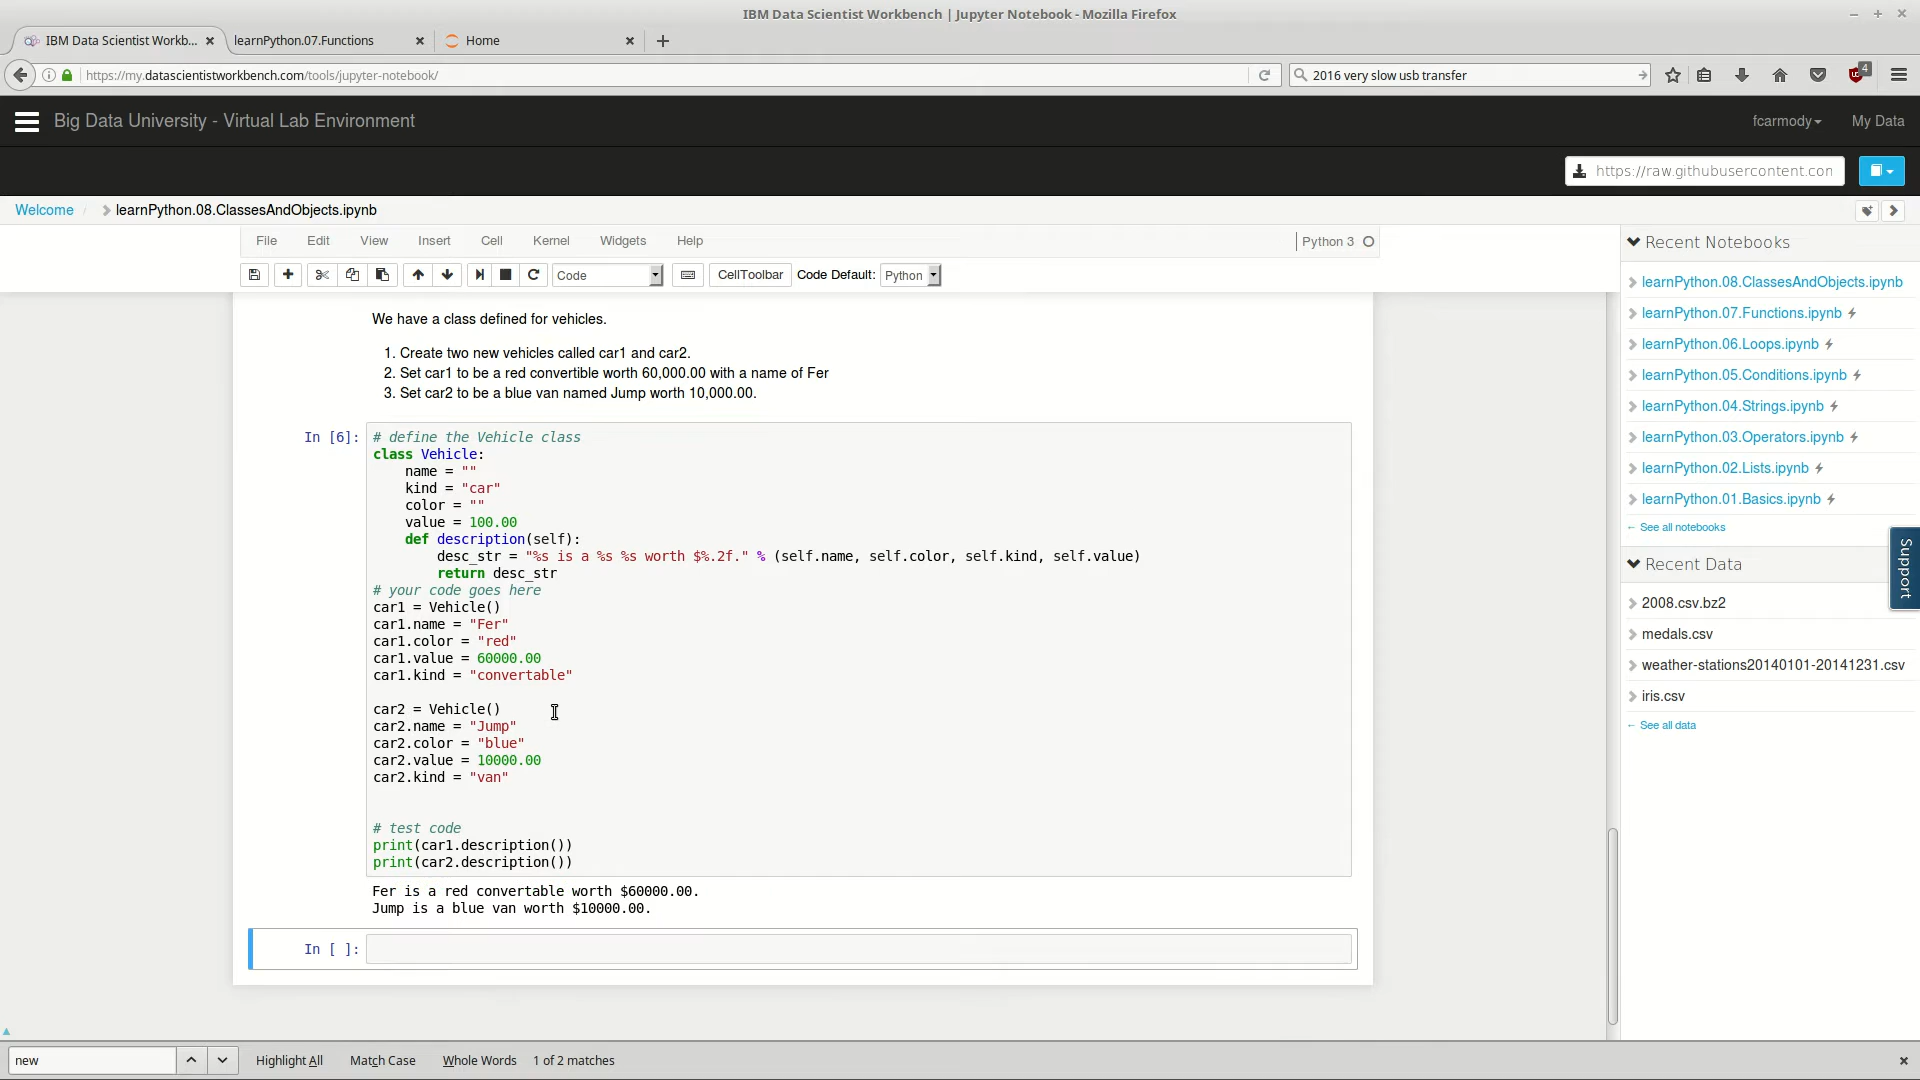 IBM Data Scientist Workbench | Jupyter Notebook - Mozilla Firefox
IBM Data Scientist Workb...
learnPython.07.Functions
Home
https://my.datascientistworkbench.com/tools/jupyter-notebook/
2016 very slow usb transfer
4
Big Data University - Virtual Lab Environment
fcarmody
My Data
https://raw.githubusercontent.com
Welcome / learnPython.08.ClassesAndObjects.ipynb
File Edit View Insert Cell Kernel Widgets Help
Python 3
Code
CellToolbar
Code Default:
Python
We have a class defined for vehicles.
1. Create two new vehicles called car1 and car2.
2. Set car1 to be a red convertible worth 60,000.00 with a name of Fer
3. Set car2 to be a blue van named Jump worth 10,000.00.
In [6]:
# define the Vehicle class
class Vehicle:
    name = ""
    kind = "car"
    color = ""
    value = 100.00
    def description(self):
        desc_str = "%s is a %s %s worth $%.2f." % (self.name, self.color, self.kind, self.value)
        return desc_str
# your code goes here
car1 = Vehicle()
car1.name = "Fer"
car1.color = "red"
car1.value = 60000.00
car1.kind = "convertable"
car2 = Vehicle()
car2.name = "Jump"
car2.color = "blue"
car2.value = 10000.00
car2.kind = "van"
# test code
print(car1.description())
print(car2.description())
Fer is a red convertable worth $60000.00.
Jump is a blue van worth $10000.00.
In [ ]:
Recent Notebooks
learnPython.08.ClassesAndObjects.ipynb
learnPython.07.Functions.ipynb
learnPython.06.Loops.ipynb
learnPython.05.Conditions.ipynb
learnPython.04.Strings.ipynb
learnPython.03.Operators.ipynb
learnPython.02.Lists.ipynb
learnPython.01.Basics.ipynb
← See all notebooks
Recent Data
2008.csv.bz2
medals.csv
weather-stations20140101-20141231.csv
iris.csv
← See all data
Support
new
Highlight All
Match Case
Whole Words
1 of 2 matches